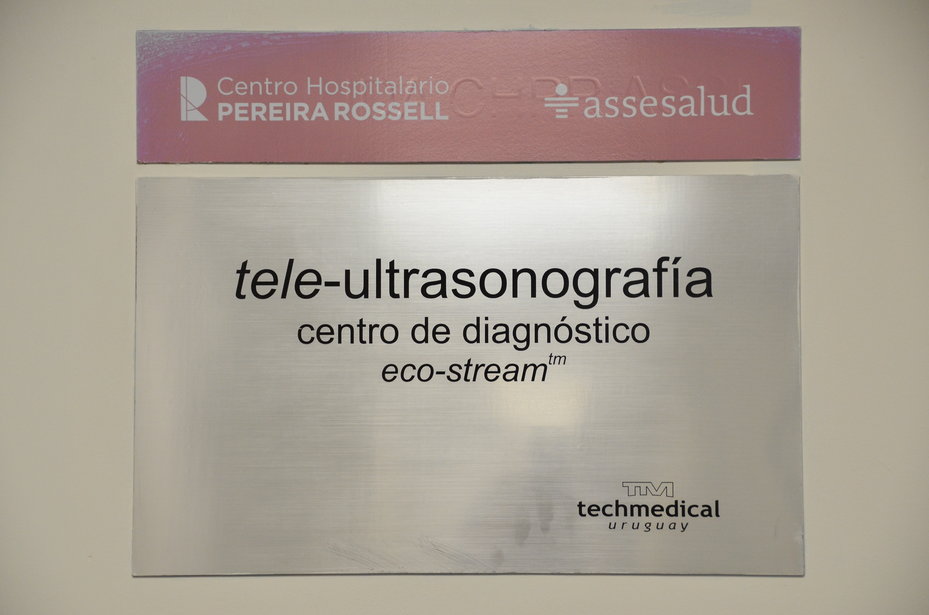 Centro Hospitalario
PEREIRA ROSSELL
assesalud
tele-ultrasonografía
centro de diagnóstico
eco-stream tm
TM
techmedical
uruguay